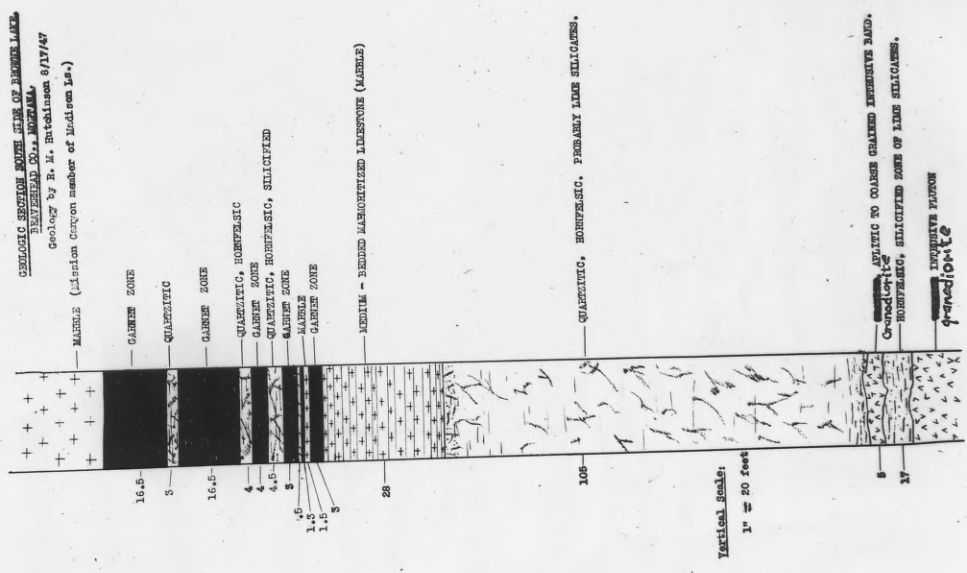 GEOLOGIC SECTION SOUTH SIDE OF BROWNE LAKE,
BEAVERHEAD CO., MONTANA.
Geology by R. M. Hutchinson 8/17/47
MARBLE (Mission Canyon member of Madison Ls.)
GARNET ZONE
QUARTZITIC
GARNET ZONE
QUARTZITIC, HORNFELSIC
GARNET ZONE
QUARTZITIC, HORNFELSIC, SILICIFIED
GARNET ZONE
MARBLE
GARNET ZONE
MEDIUM - BEDDED MARMORITIZED LIMESTONE (MARBLE)
QUARTZITIC, HORNFELSIC. PROBABLY LIME SILICATES.
APLITIC TO COARSE GRAINED INTRUSIVE BAND.
Granodiorite
HORNFELSIC, SILICIFIED ZONE OF LIME SILICATES.
INTRUSIVE PLUTON
granodiorite
16.5
3
16.5
4
4
4.5
3
.5
1.3
1.5
3
28
105
5
17
Vertical Scale:
1" = 20 feet